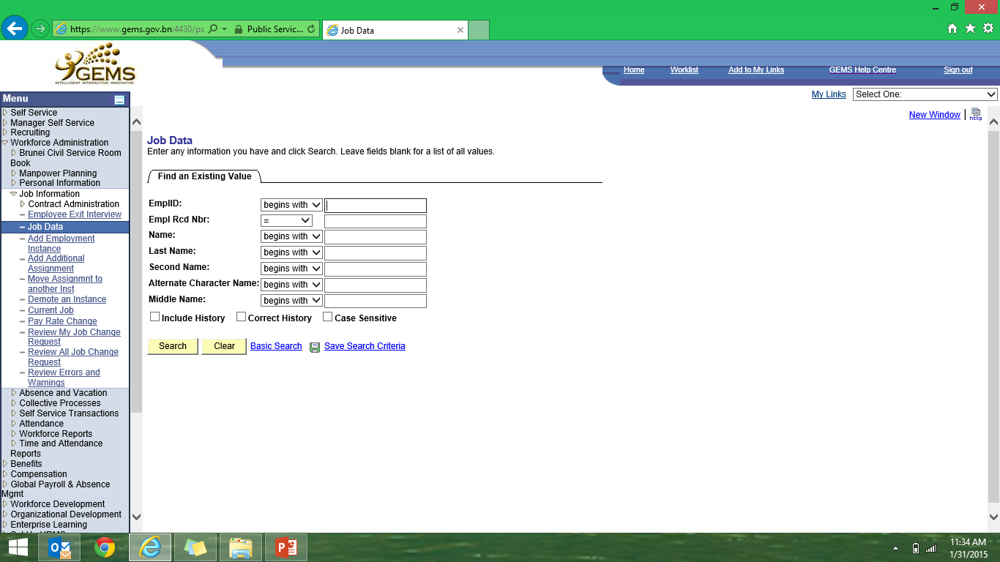 https://www.gems.gov.bn:4430/ps
Public Servic...
Job Data
GEMS
INTELLIGENT. INTERACTIVE. INNOVATIVE.
Home Worklist Add to My Links GEMS Help Centre Sign out
My Links Select One:
New Window | http
Menu
Self Service
Manager Self Service
Recruiting
Workforce Administration
Brunei Civil Service Room
Book
Manpower Planning
Personal Information
Job Information
Contract Administration
Employee Exit Interview
Job Data
Add Employment
Instance
Add Additional
Assignment
Move Assignmnt to
another Inst
Demote an Instance
Current Job
Pay Rate Change
Review My Job Change
Request
Review All Job Change
Request
Review Errors and
Warnings
Absence and Vacation
Collective Processes
Self Service Transactions
Attendance
Workforce Reports
Time and Attendance
Reports
Benefits
Compensation
Global Payroll & Absence
Mgmt
Workforce Development
Organizational Development
Enterprise Learning
Job Data
Enter any information you have and click Search. Leave fields blank for a list of all values.
Find an Existing Value
EmplID: begins with
Empl Rcd Nbr: =
Name: begins with
Last Name: begins with
Second Name: begins with
Alternate Character Name: begins with
Middle Name: begins with
Include History Correct History Case Sensitive
Search Clear Basic Search Save Search Criteria
11:34 AM
1/31/2015